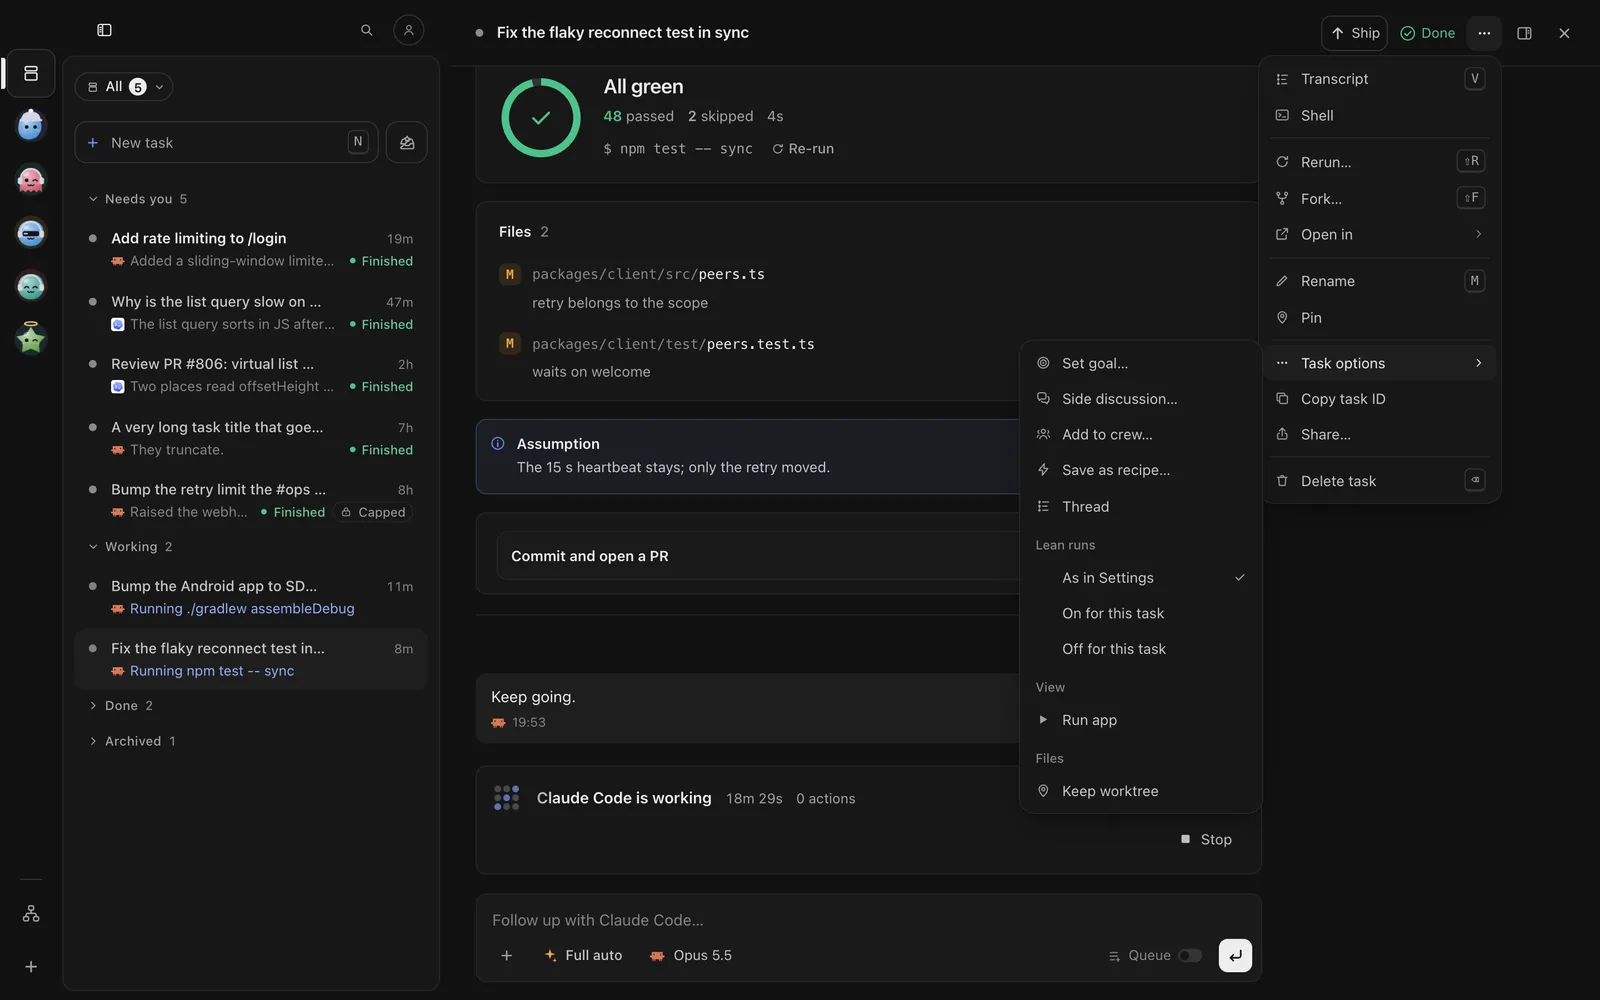 All 5
New task N
Needs you 5
Add rate limiting to /login 19m
Added a sliding-window limite... Finished
Why is the list query slow on ... 47m
The list query sorts in JS after... Finished
Review PR #806: virtual list ... 2h
Two places read offsetHeight ... Finished
A very long task title that goe... 7h
They truncate. Finished
Bump the retry limit the #ops ... 8h
Raised the webh... Finished Capped
Working 2
Bump the Android app to SD... 11m
Running ./gradlew assembleDebug
Fix the flaky reconnect test in... 8m
Running npm test -- sync
Done 2
Archived 1
Fix the flaky reconnect test in sync
Ship Done
All green
48 passed 2 skipped 4s
$ npm test -- sync Re-run
Files 2
M packages/client/src/peers.ts
retry belongs to the scope
M packages/client/test/peers.test.ts
waits on welcome
Assumption
The 15 s heartbeat stays; only the retry moved.
Commit and open a PR
Keep going.
19:53
Claude Code is working 18m 29s 0 actions
Stop
Follow up with Claude Code...
Full auto Opus 5.5 Queue
Transcript V
Shell
Rerun... ⇧R
Fork... ⇧F
Open in
Rename M
Pin
Task options
Copy task ID
Share...
Delete task ⌫
Set goal...
Side discussion...
Add to crew...
Save as recipe...
Thread
Lean runs
As in Settings
On for this task
Off for this task
View
Run app
Files
Keep worktree